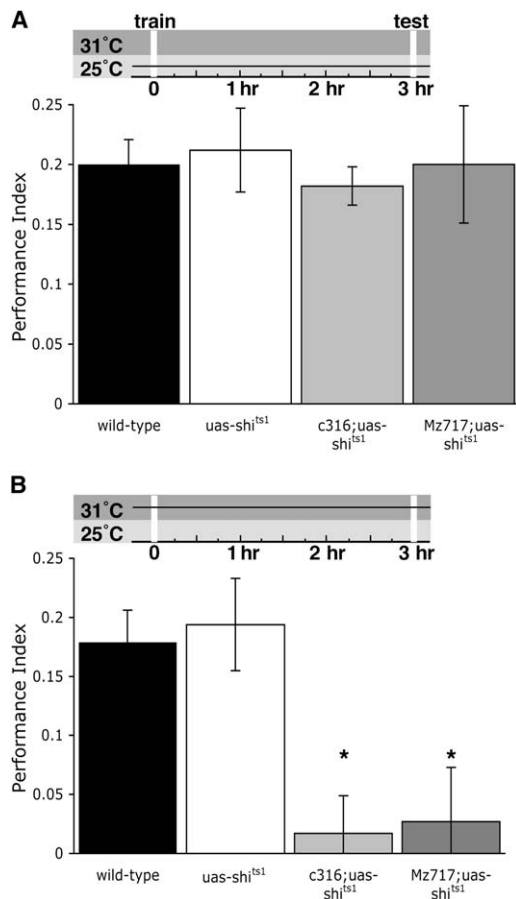 A
train test
31°C
25°C
0 1 hr 2 hr 3 hr
0.25
0.2
0.15
0.1
0.05
0
Performance Index
wild-type uas-shi^ts1 c316;uas-shi^ts1 Mz717;uas-shi^ts1
B
31°C
25°C
0 1 hr 2 hr 3 hr
0.25
0.2
0.15
0.1
0.05
0
Performance Index
* *
wild-type uas-shi^ts1 c316;uas-shi^ts1 Mz717;uas-shi^ts1